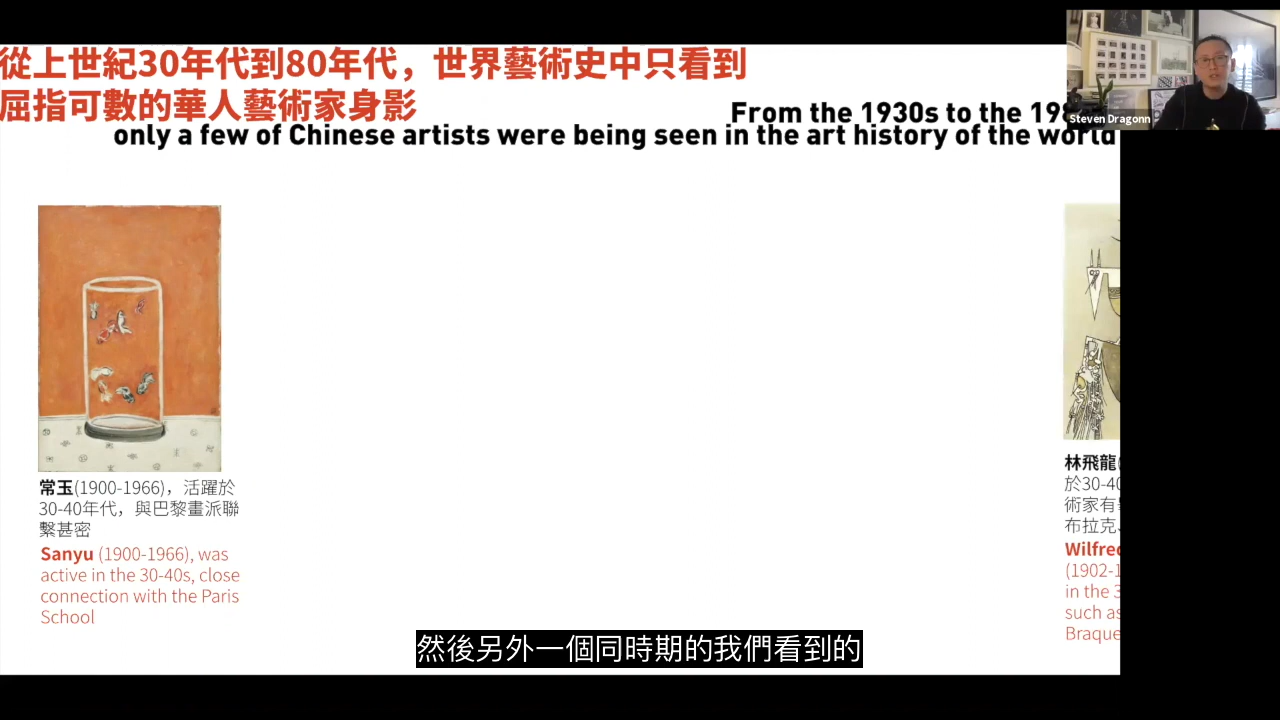 從上世紀30年代到80年代，世界藝術史中只看到
屈指可數的華人藝術家身影
From the 1930s to the
only a few of Chinese artists were being seen in the art history of the world
Steven Dragonn
常玉(1900-1966)，活躍於
30-40年代，與巴黎畫派聯
繫甚密
Sanyu (1900-1966), was
active in the 30-40s, close
connection with the Paris
School
林飛龍
於30-40
術家有
布拉克、
Wilfred
(1902-1
in the 3
such as
Braque
然後另外一個同時期的我們看到的